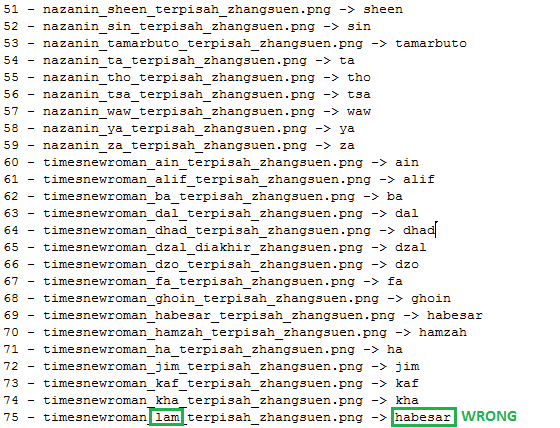 51 - nazanin_sheen_terpisah_zhangsuen.png -> sheen
52 - nazanin_sin_terpisah_zhangsuen.png -> sin
53 - nazanin_tamarbuto_terpisah_zhangsuen.png -> tamarbuto
54 - nazanin_ta_terpisah_zhangsuen.png -> ta
55 - nazanin_tho_terpisah_zhangsuen.png -> tho
56 - nazanin_tsa_terpisah_zhangsuen.png -> tsa
57 - nazanin_waw_terpisah_zhangsuen.png -> waw
58 - nazanin_ya_terpisah_zhangsuen.png -> ya
59 - nazanin_za_terpisah_zhangsuen.png -> za
60 - timesnewroman_ain_terpisah_zhangsuen.png -> ain
61 - timesnewroman_alif_terpisah_zhangsuen.png -> alif
62 - timesnewroman_ba_terpisah_zhangsuen.png -> ba
63 - timesnewroman_dal_terpisah_zhangsuen.png -> dal
64 - timesnewroman_dhad_terpisah_zhangsuen.png -> dhad
65 - timesnewroman_dzal_diakhir_zhangsuen.png -> dzal
66 - timesnewroman_dzo_terpisah_zhangsuen.png -> dzo
67 - timesnewroman_fa_terpisah_zhangsuen.png -> fa
68 - timesnewroman_ghoin_terpisah_zhangsuen.png -> ghoin
69 - timesnewroman_habesar_terpisah_zhangsuen.png -> habesar
70 - timesnewroman_hamzah_terpisah_zhangsuen.png -> hamzah
71 - timesnewroman_ha_terpisah_zhangsuen.png -> ha
72 - timesnewroman_jim_terpisah_zhangsuen.png -> jim
73 - timesnewroman_kaf_terpisah_zhangsuen.png -> kaf
74 - timesnewroman_kha_terpisah_zhangsuen.png -> kha
75 - timesnewroman_lam_terpisah_zhangsuen.png -> habesar WRONG